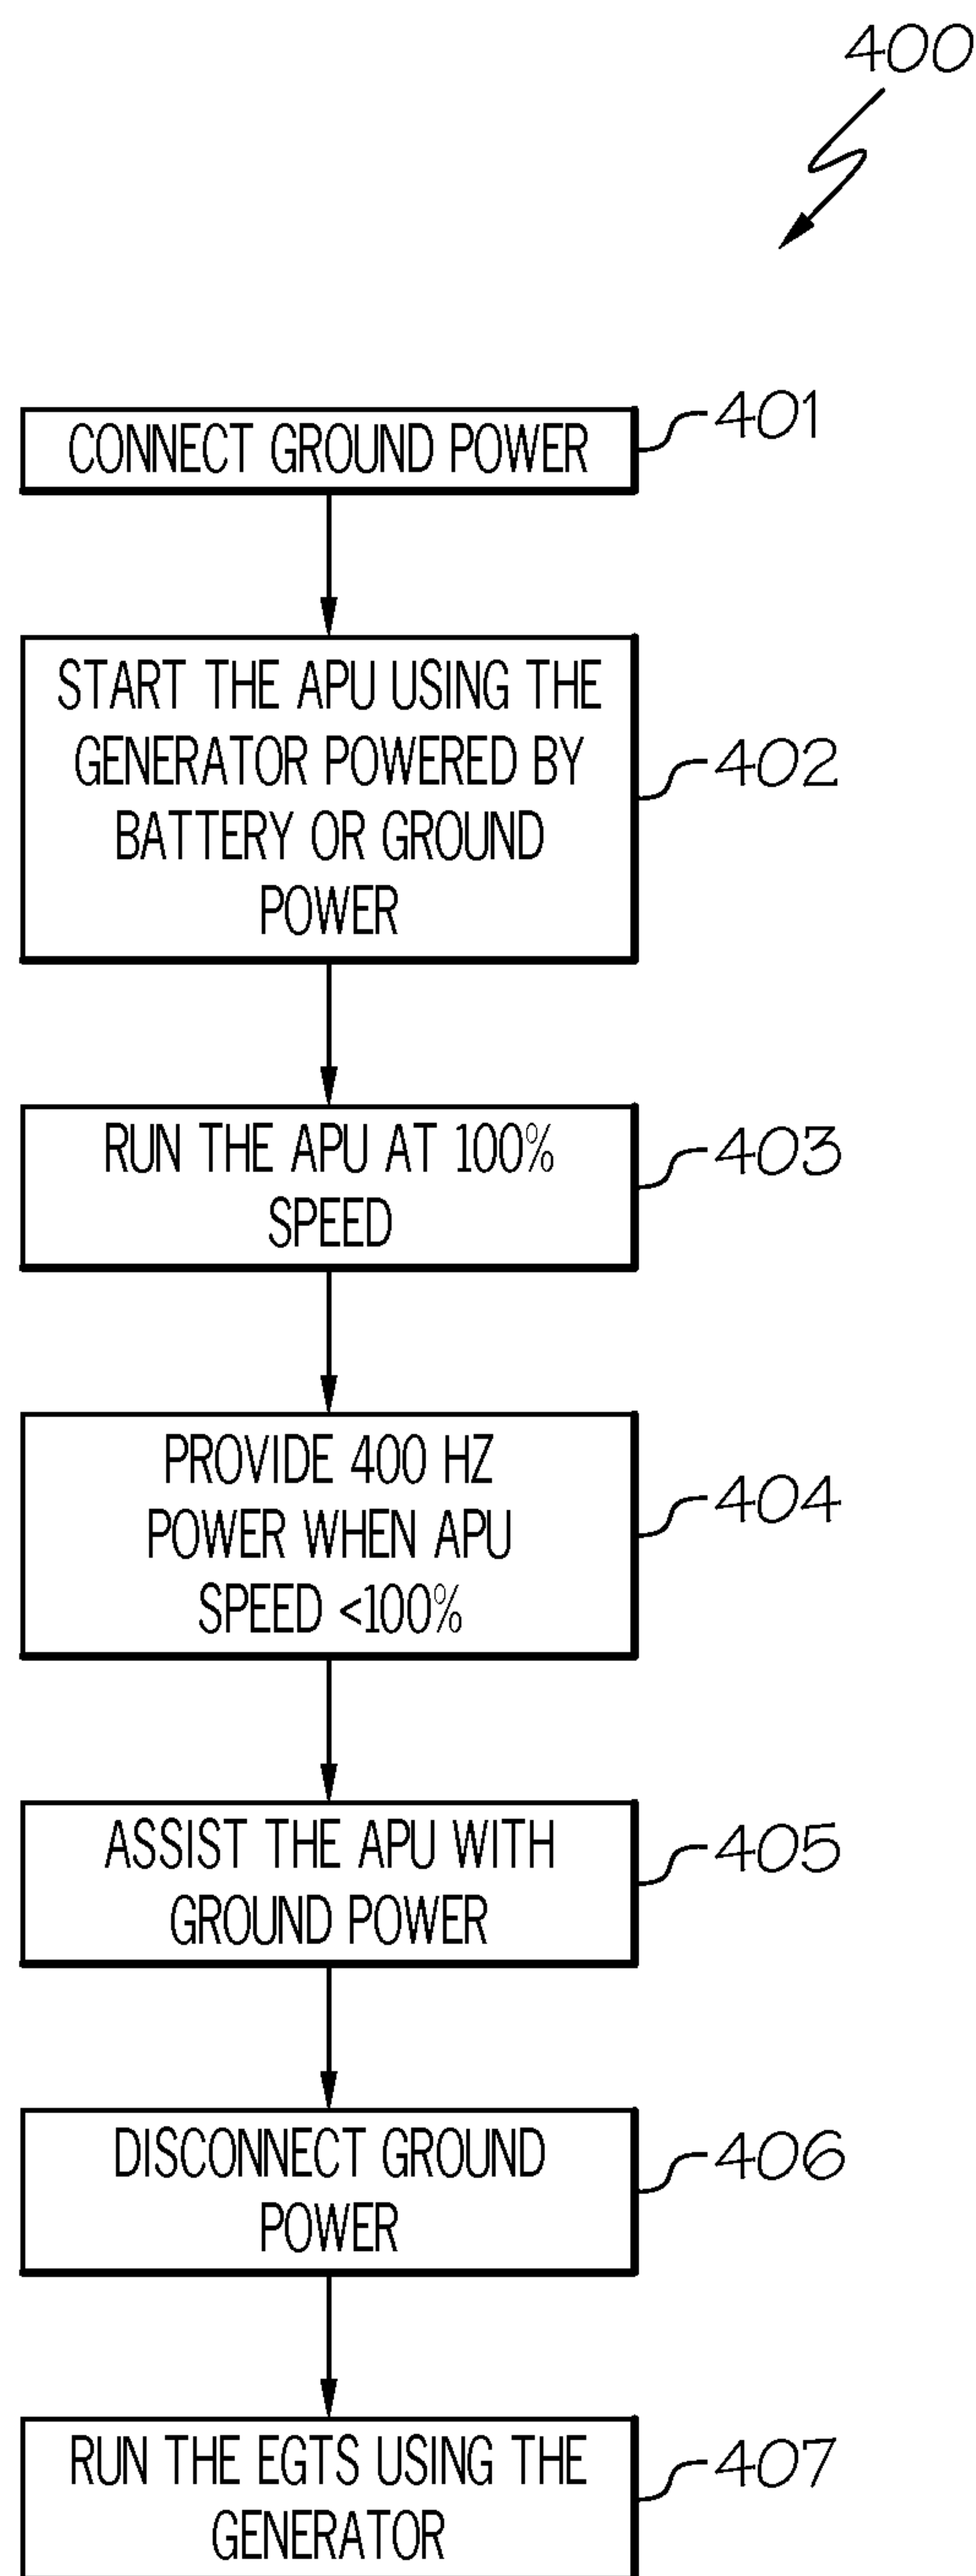 400
CONNECT GROUND POWER
401
START THE APU USING THE
GENERATOR POWERED BY
BATTERY OR GROUND
POWER
402
RUN THE APU AT 100%
SPEED
403
PROVIDE 400 HZ
POWER WHEN APU
SPEED <100%
404
ASSIST THE APU WITH
GROUND POWER
405
DISCONNECT GROUND
POWER
406
RUN THE EGTS USING THE
GENERATOR
407